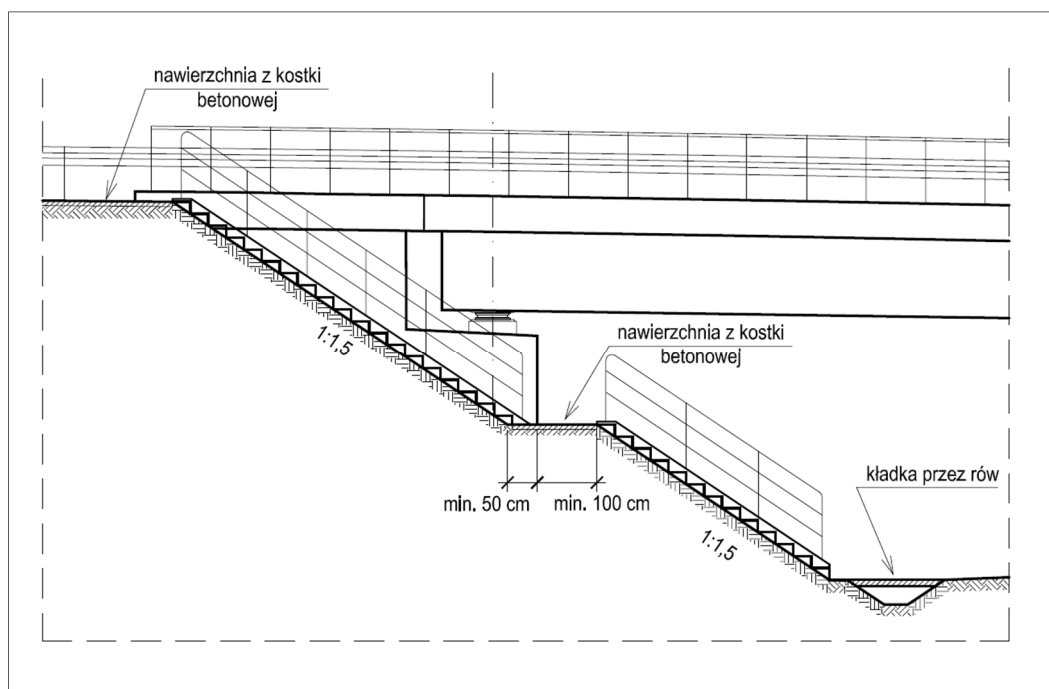 nawierzchnia z kostki
betonowej
1:1,5
nawierzchnia z kostki
betonowej
min. 50 cm
min. 100 cm
1:1,5
kładka przez rów